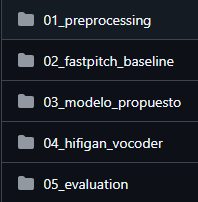 01_preprocessing
02_fastpitch_baseline
03_modelo_propuesto
04_hifigan_vocoder
05_evaluation